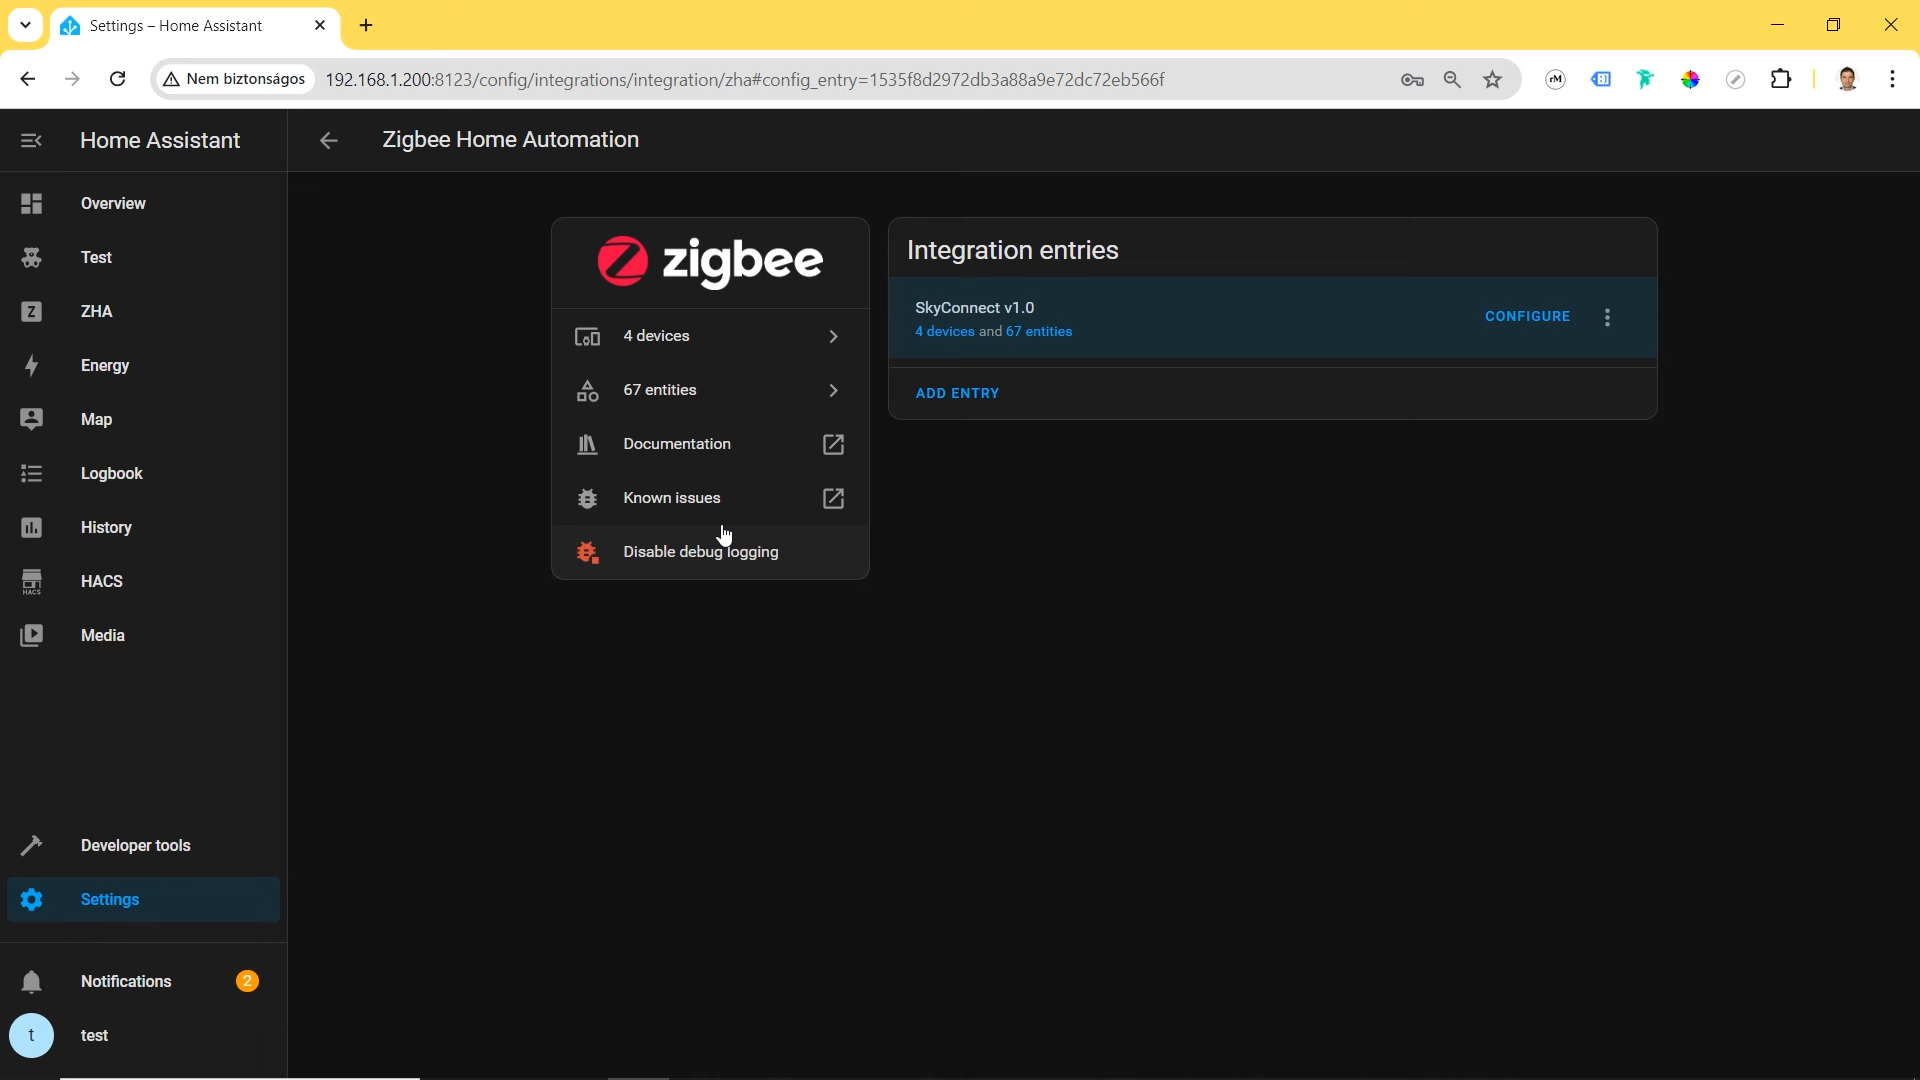 Settings – Home Assistant
Nem biztonságos
192.168.1.200:8123/config/integrations/integration/zha#config_entry=1535f8d2972db3a88a9e72dc72eb566f
rM
Home Assistant
Zigbee Home Automation
Overview
Test
Z
ZHA
Energy
Map
Logbook
History
HACS
HACS
Media
Developer tools
Settings
Notifications
2
t
test
Z zigbee
4 devices
67 entities
Documentation
Known issues
Disable debug logging
Integration entries
SkyConnect v1.0
4 devices and 67 entities
CONFIGURE
ADD ENTRY